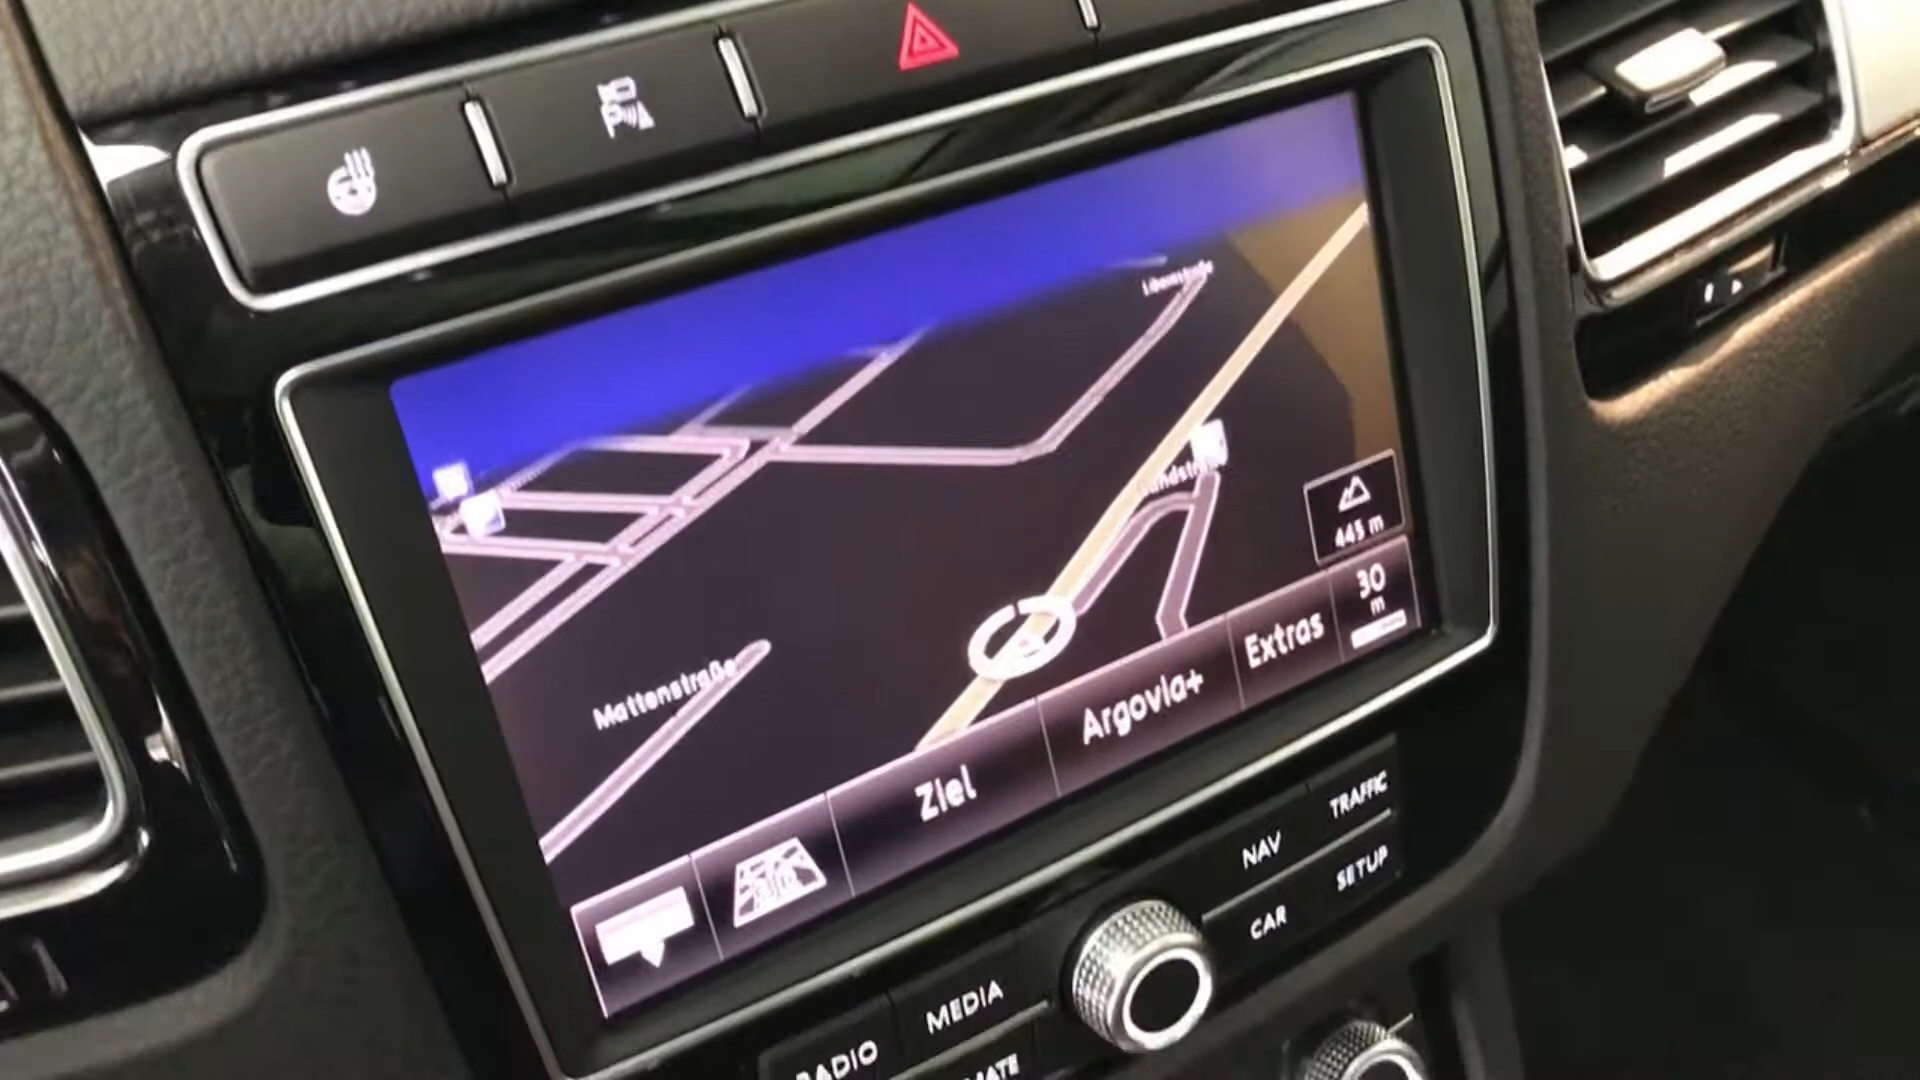 Mattenstraße
445 m
30
m
Ziel
Argovia+
Extras
NAV
TRAFFIC
CAR
SETUP
MEDIA
RADIO